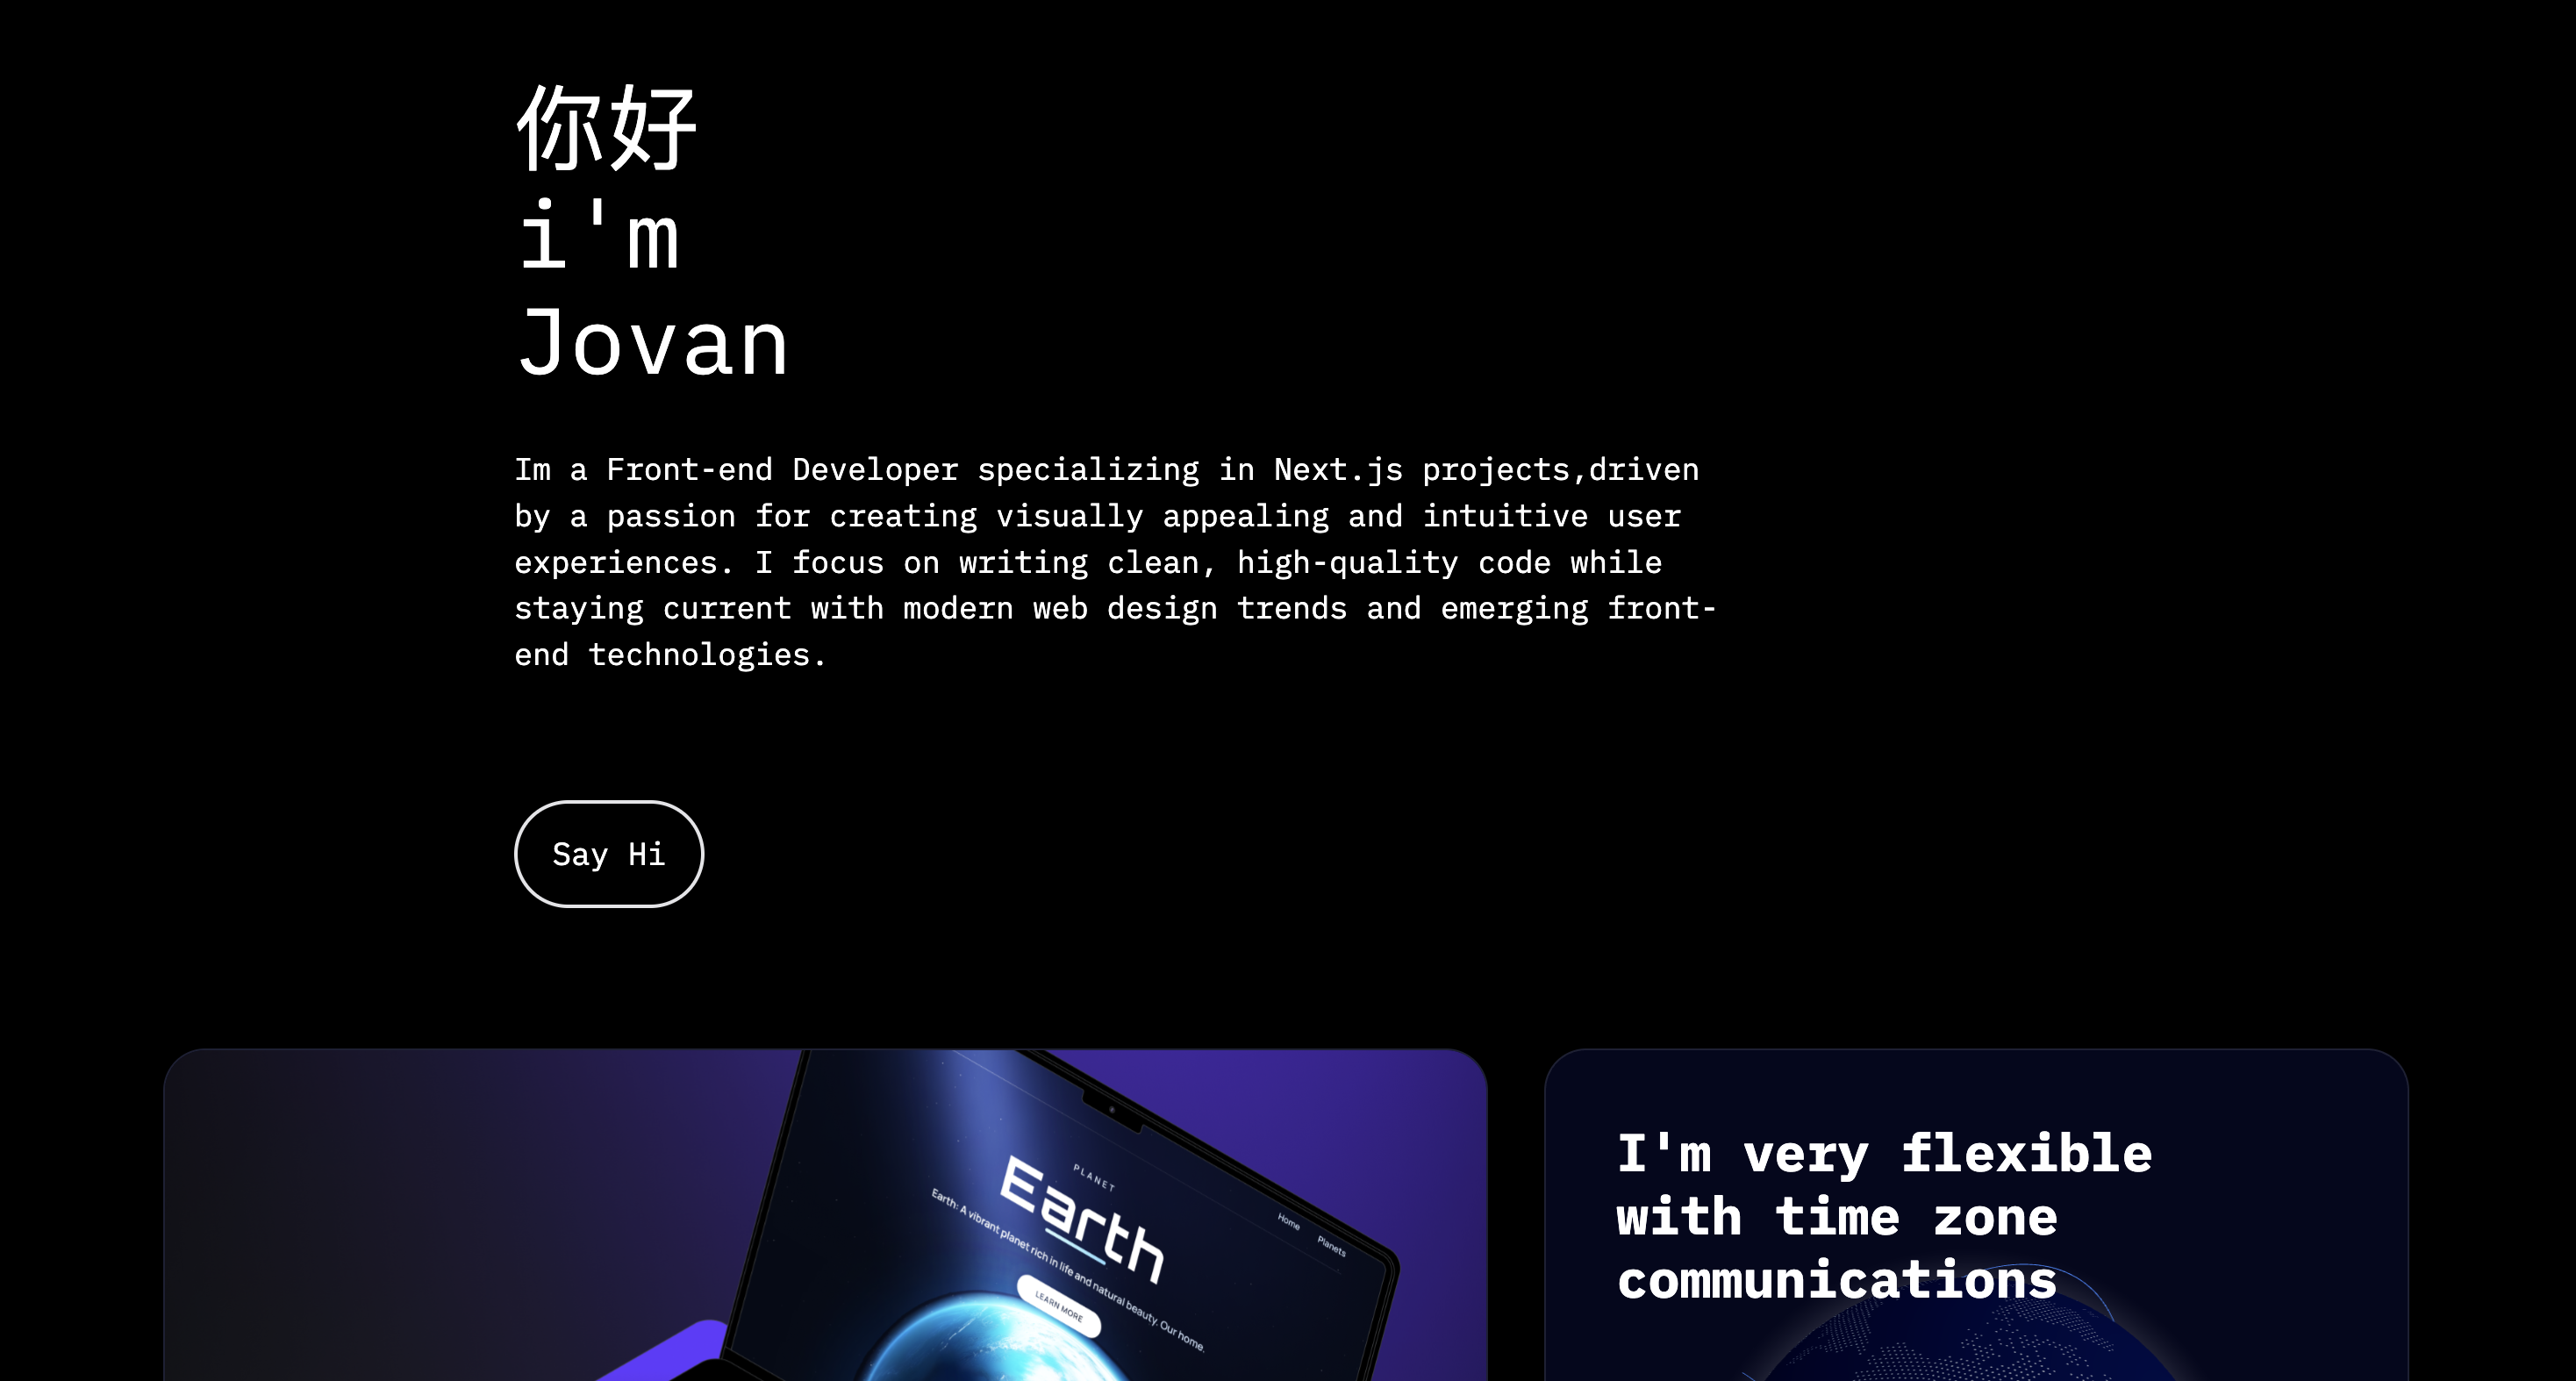 你好
i'm
Jovan
Im a Front-end Developer specializing in Next.js projects,driven
by a passion for creating visually appealing and intuitive user
experiences. I focus on writing clean, high-quality code while
staying current with modern web design trends and emerging front-
end technologies.
Say Hi
Home
Planets
PLANET
Earth
Earth: A vibrant planet rich in life and natural beauty. Our home.
LEARN MORE
I'm very flexible
with time zone
communications